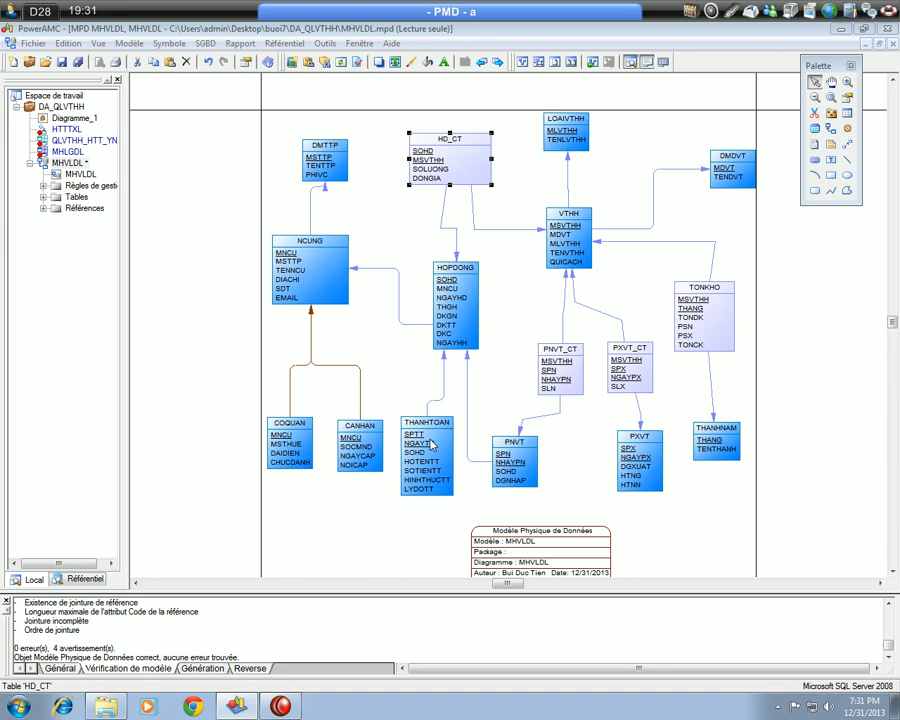 D28
19:31
- PMD - a
PowerAMC - [MPD MHVLDL, MHVLDL - C:\Users\admin\Desktop\buoi7\DA_QLVTHH\MHVLDL.mpd (Lecture seule)]
Fichier Edition Vue Modèle Symbole SGBD Rapport Référentiel Outils Fenêtre Aide
Palette
Espace de travail
DA_QLVTHH
Diagramme_1
HTTTXL
QLVTHH_HTT_YN
MHLGDL
MHVLDL *
MHVLDL
Règles de gesti
Tables
Références
Local
Référentiel
DMTTP
MSTTP
TENTTP
PHIVC
HD_CT
SOHD
MSVTHH
SOLUONG
DONGIA
LOAIVTHH
MLVTHH
TENLVTHH
DMDVT
MDVT
TENDVT
NCUNG
MNCU
MSTTP
TENNCU
DIACHI
SDT
EMAIL
HOPDONG
SOHD
MNCU
NGAYHD
THGH
DKGN
DKTT
DKC
NGAYHH
VTHH
MSVTHH
MDVT
MLVTHH
TENVTHH
QUICACH
TONKHO
MSVTHH
THANG
TONDK
PSN
PSX
TONCK
PNVT_CT
MSVTHH
SPN
NHAYPN
SLN
PXVT_CT
MSVTHH
SPX
NGAYPX
SLX
COQUAN
MNCU
MSTHUE
DAIDIEN
CHUCDANH
CANHAN
MNCU
SOCMND
NGAYCAP
NOICAP
THANHTOAN
SPTT
NGAYT
SOHD
HOTENTT
SOTIENTT
HINHTHUCTT
LYDOTT
PNVT
SPN
NHAYPN
SOHD
DGNHAP
PXVT
SPX
NGAYPX
DGXUAT
HTNG
HTNN
THANHNAM
THANG
TENTHANH
Modèle Physique de Données
Modèle : MHVLDL
Package :
Diagramme : MHVLDL
Auteur : Bui Duc Tien Date: 12/31/2013
- Existence de jointure de référence
- Longueur maximale de l'attribut Code de la référence
- Jointure incomplète
- Ordre de jointure
0 erreur(s), 4 avertissement(s).
Objet Modèle Physique de Données correct, aucune erreur trouvée.
Général Vérification de modèle Génération Reverse
Table 'HD_CT'
Microsoft SQL Server 2008
7:31 PM
12/31/2013